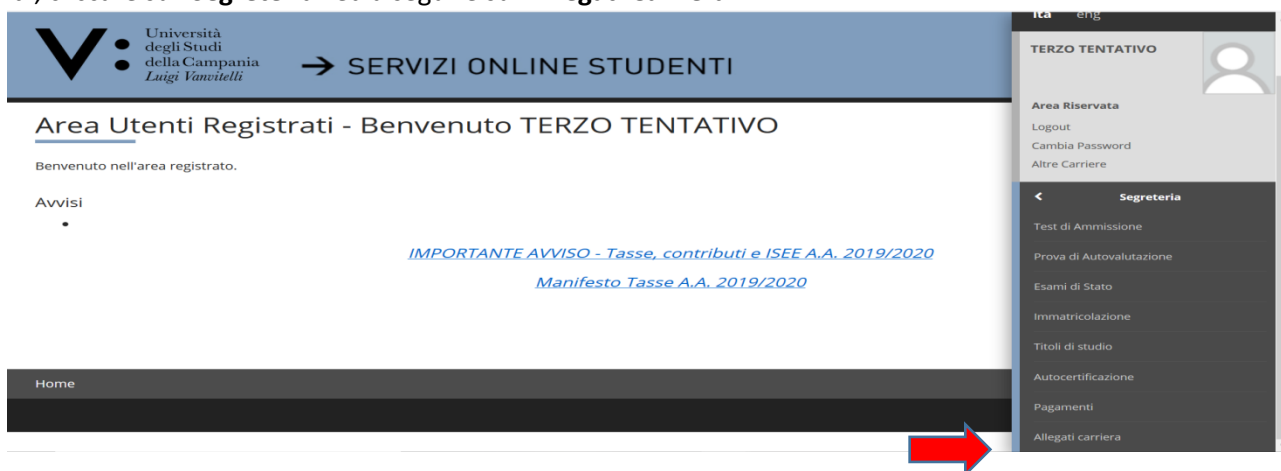 Università
degli Studi
della Campania
Luigi Vanvitelli
V:
→ SERVIZI ONLINE STUDENTI
Area Utenti Registrati - Benvenuto TERZO TENTATIVO
Benvenuto nell'area registrato.
Avvisi
•
IMPORTANTE AVVISO - Tasse, contributi e ISEE A.A. 2019/2020
Manifesto Tasse A.A. 2019/2020
Home
ita eng
TERZO TENTATIVO
Area Riservata
Logout
Cambia Password
Altre Carriere
< Segreteria
Test di Ammissione
Prova di Autovalutazione
Esami di Stato
Immatricolazione
Titoli di studio
Autocertificazione
Pagamenti
Allegati carriera